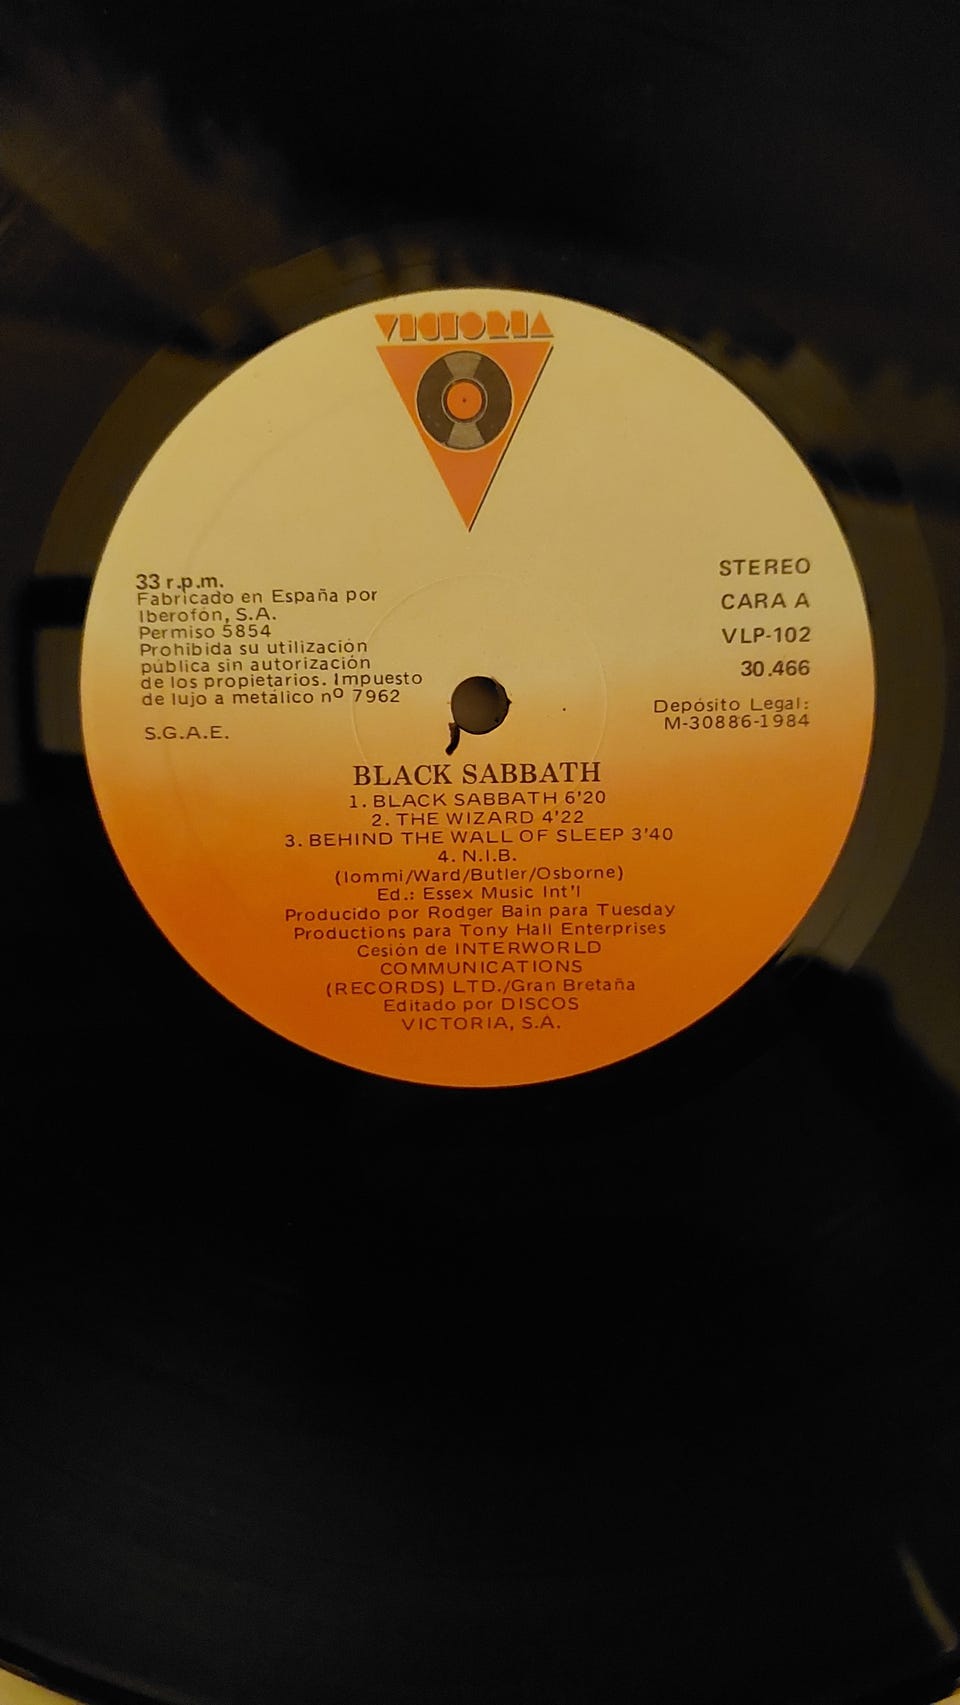 VICTORIA
33 r.p.m.
Fabricado en España por
Iberofón, S.A.
Permiso 5854
Prohibida su utilización
pública sin autorización
de los propietarios. Impuesto
de lujo a metálico nº 7962
S.G.A.E.
STEREO
CARA A
VLP-102
30.466
Depósito Legal:
M-30886-1984
BLACK SABBATH
1. BLACK SABBATH 6'20
2. THE WIZARD 4'22
3. BEHIND THE WALL OF SLEEP 3'40
4. N.I.B.
(Iommi/Ward/Butler/Osborne)
Ed.: Essex Music Int'l
Producido por Rodger Bain para Tuesday
Productions para Tony Hall Enterprises
Cesión de INTERWORLD
COMMUNICATIONS
(RECORDS) LTD./Gran Bretaña
Editado por DISCOS
VICTORIA, S.A.